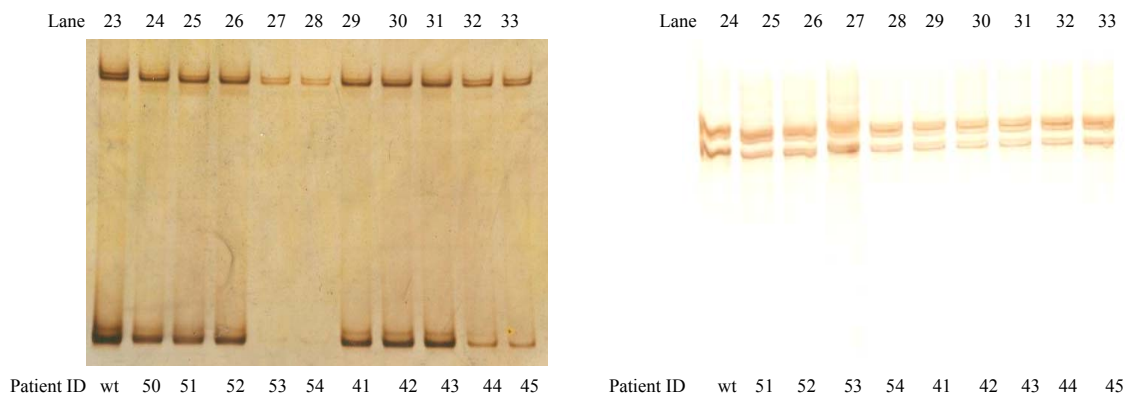 Lane 23 24 25 26 27 28 29 30 31 32 33
Patient ID wt 50 51 52 53 54 41 42 43 44 45
Lane 24 25 26 27 28 29 30 31 32 33
Patient ID wt 51 52 53 54 41 42 43 44 45